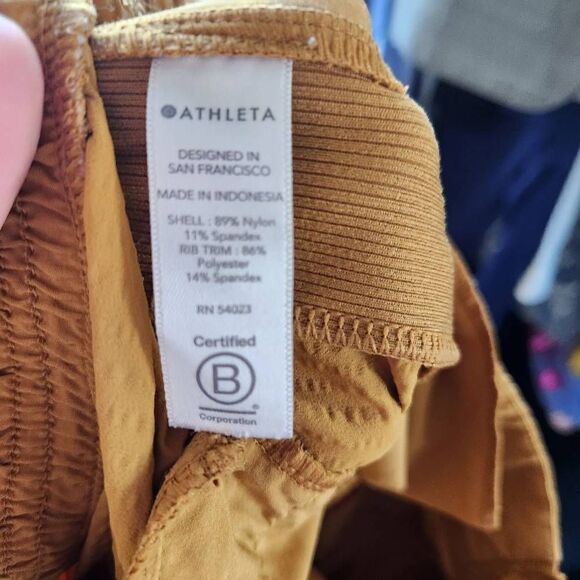 ATHLETA
DESIGNED IN
SAN FRANCISCO
MADE IN INDONESIA
SHELL : 89% Nylon
11% Spandex
RIB TRIM : 86%
Polyester
14% Spandex
RN 54023
Certified
B
®
Corporation